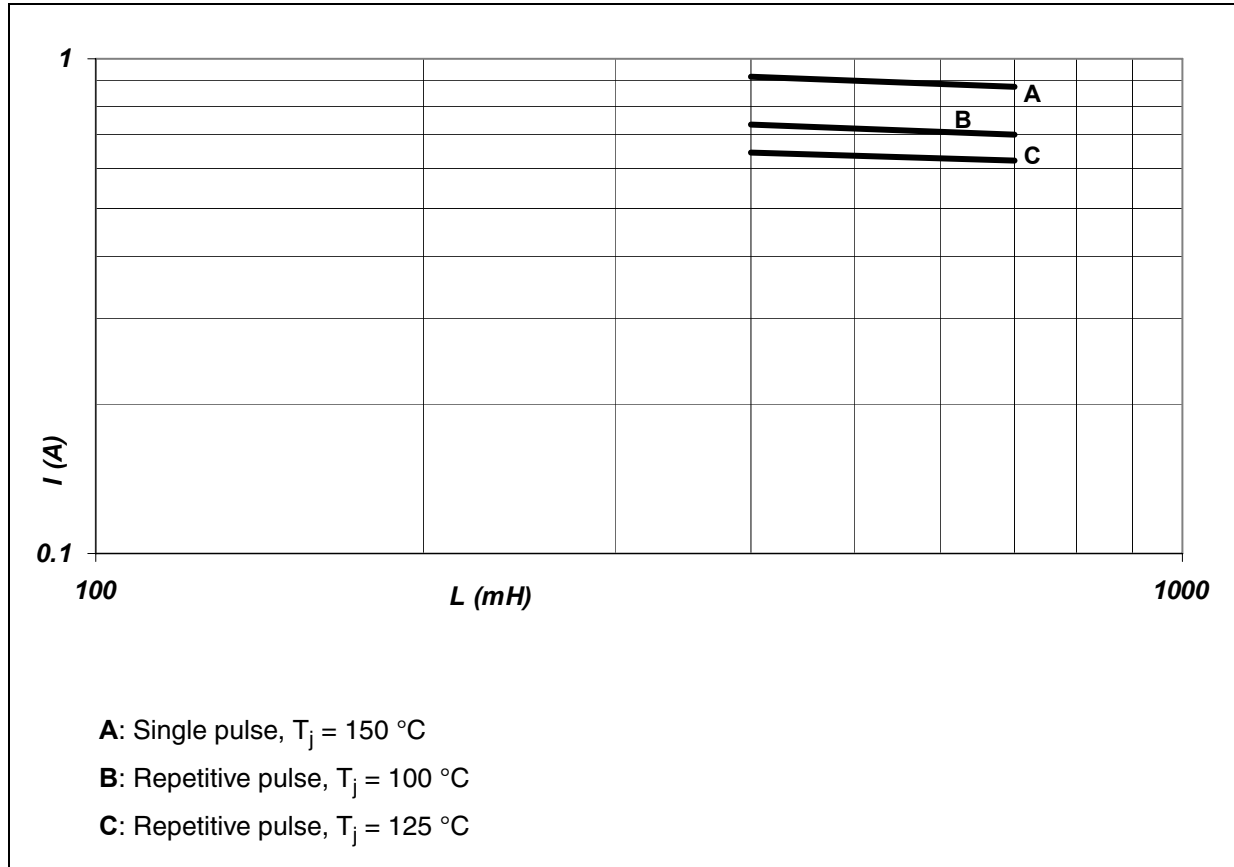 1
A
B
C
I (A)
0.1
100
L (mH)
1000
A: Single pulse, Tj = 150 °C
B: Repetitive pulse, Tj = 100 °C
C: Repetitive pulse, Tj = 125 °C